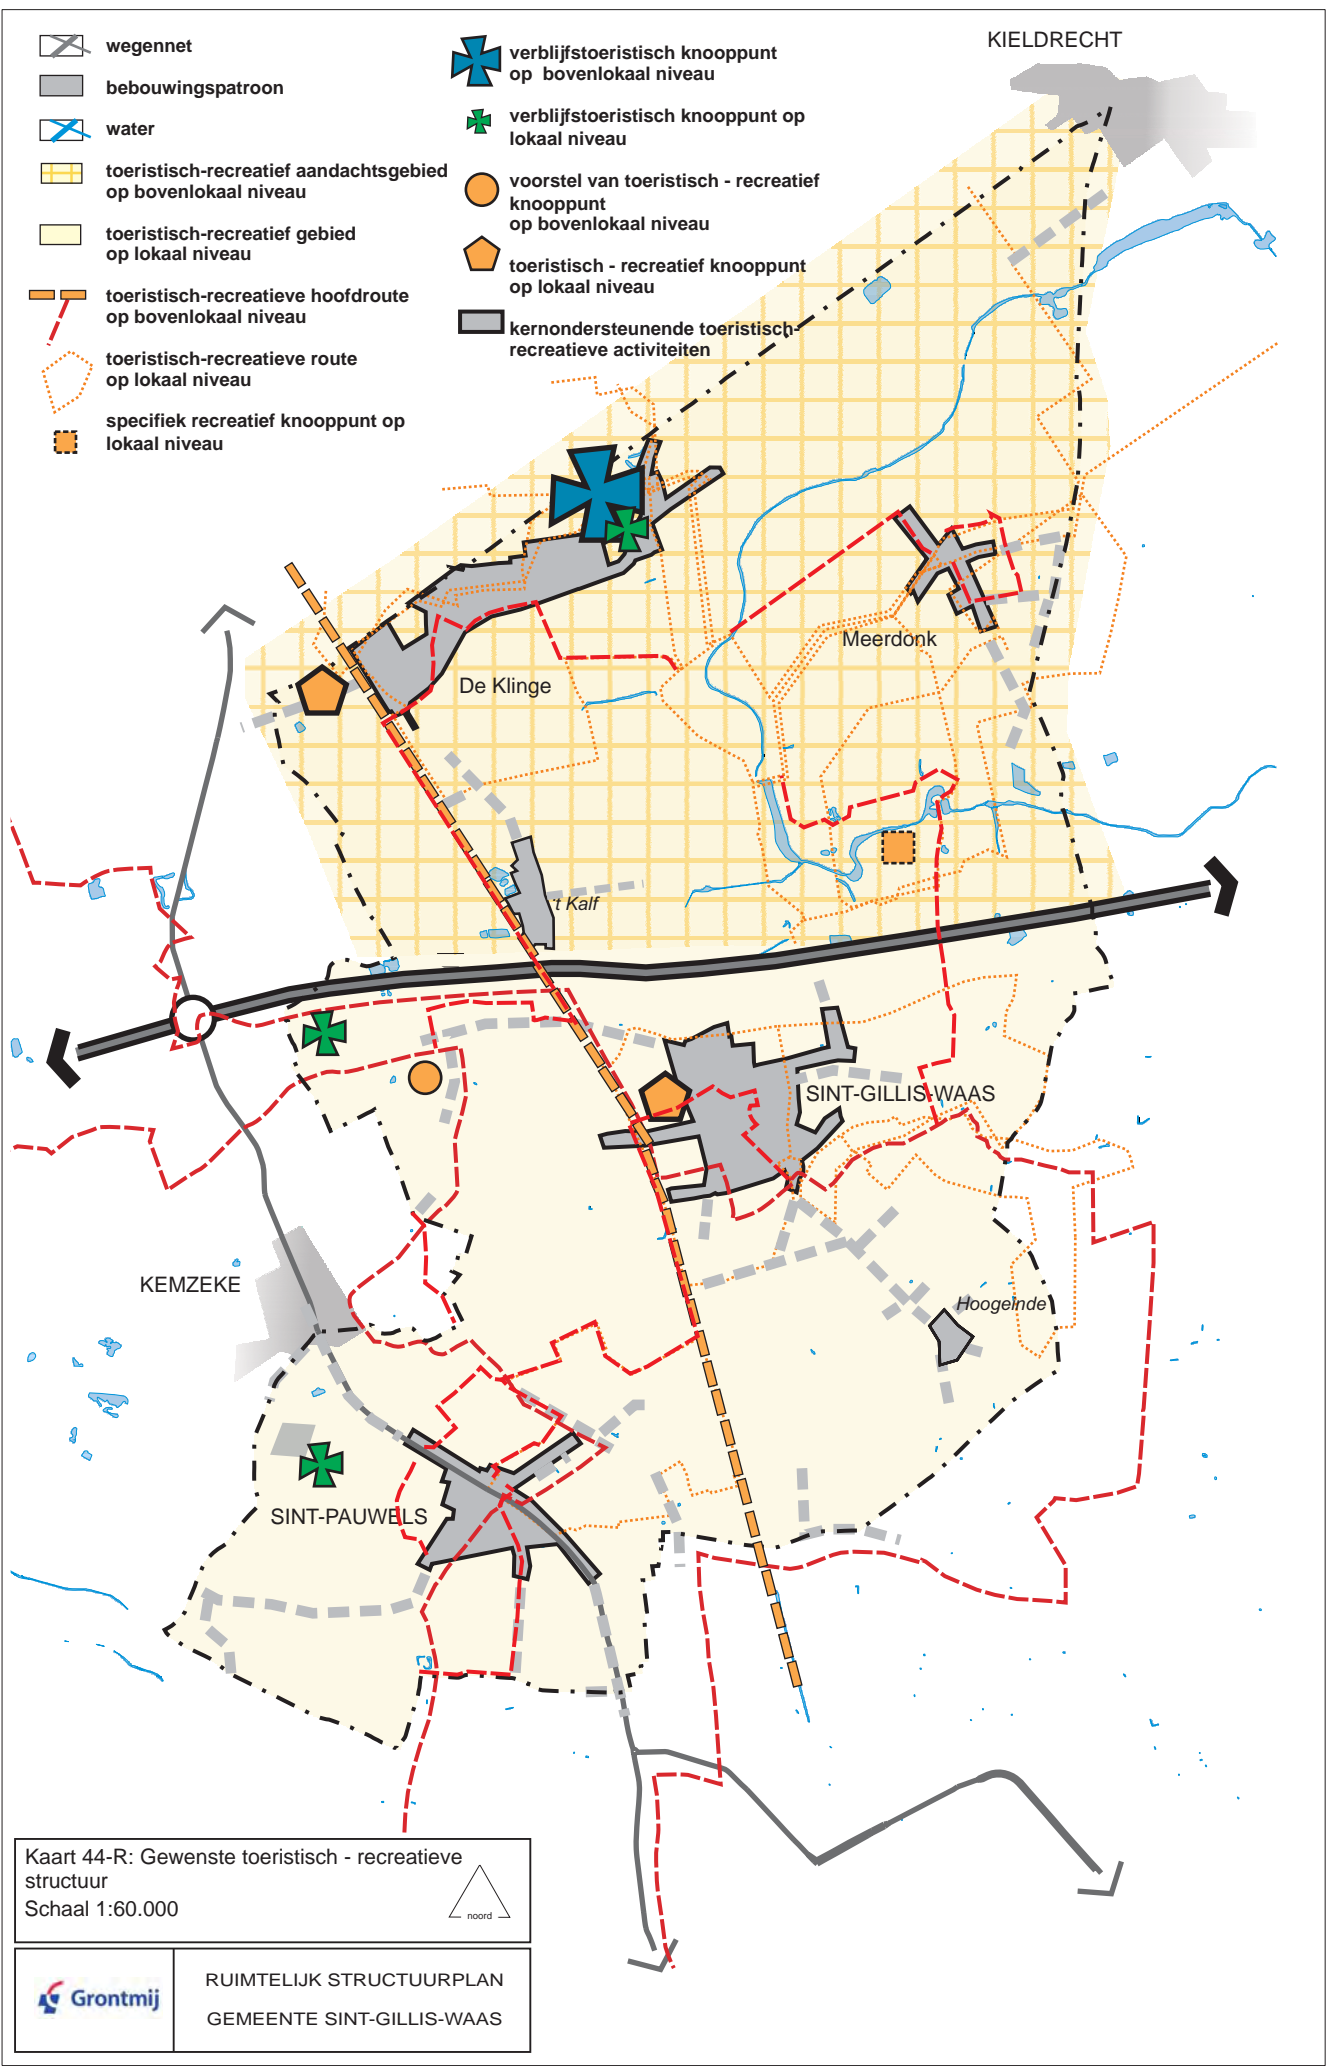 wegennet
bebouwingspatroon
water
toeristisch-recreatief aandachtsgebied
op bovenlokaal niveau
toeristisch-recreatief gebied
op lokaal niveau
toeristisch-recreatieve hoofdroute
op bovenlokaal niveau
toeristisch-recreatieve route
op lokaal niveau
specifiek recreatief knooppunt op
lokaal niveau
verblijfstoeristisch knooppunt
op bovenlokaal niveau
verblijfstoeristisch knooppunt op
lokaal niveau
voorstel van toeristisch - recreatief
knooppunt
op bovenlokaal niveau
toeristisch - recreatief knooppunt
op lokaal niveau
kernondersteunende toeristisch-
recreatieve activiteiten
KIELDRECHT
Meerdonk
De Klinge
't Kalf
SINT-GILLIS-WAAS
KEMZEKE
Hoogeinde
SINT-PAUWELS
Kaart 44-R: Gewenste toeristisch - recreatieve
structuur
Schaal 1:60.000
noord
Grontmij
RUIMTELIJK STRUCTUURPLAN
GEMEENTE SINT-GILLIS-WAAS